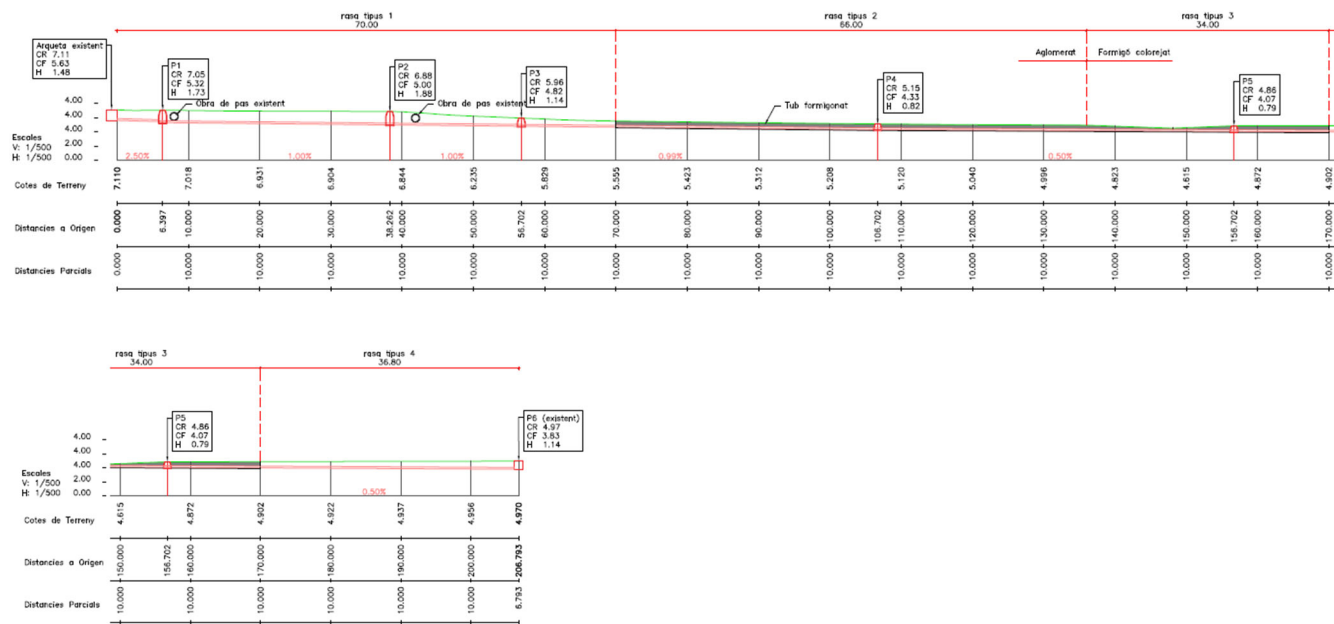 rasa tipus 1
70.00
rasa tipus 2
66.00
rasa tipus 3
34.00
Arqueta existent
CR 7.11
CF 5.63
H 1.48
P1
CR 7.05
CF 5.32
H 1.73
Obra de pas existent
P2
CR 6.88
CF 5.00
H 1.88
Obra de pas existent
P3
CR 5.96
CF 4.82
H 1.14
Tub formigonat
P4
CR 5.15
CF 4.33
H 0.82
Aglomerat
Formigó colorejat
P5
CR 4.86
CF 4.07
H 0.79
4.00
4.00
4.00
2.00
0.00
Escales
V: 1/500
H: 1/500
2.50% 1.00% 1.00% 0.99% 0.50%
Cotes de Terreny 7.110 7.018 6.931 6.904 6.844 6.235 5.829 5.555 5.423 5.312 5.208 5.120 5.040 4.996 4.823 4.615 4.872 4.902
Distàncies a Origen 0.000 6.397 10.000 20.000 30.000 38.262 40.000 50.000 56.702 60.000 70.000 80.000 90.000 100.000 106.702 110.000 120.000 130.000 140.000 150.000 156.702 160.000 170.000
Distàncies Parcials 0.000 10.000 10.000 10.000 10.000 10.000 10.000 10.000 10.000 10.000 10.000 10.000 10.000 10.000 10.000 10.000 10.000 10.000
rasa tipus 3
34.00
rasa tipus 4
36.80
P5
CR 4.86
CF 4.07
H 0.79
P6 (existent)
CR 4.97
CF 3.83
H 1.14
4.00
4.00
4.00
2.00
0.00
Escales
V: 1/500
H: 1/500
0.50%
Cotes de Terreny 4.615 4.872 4.902 4.922 4.937 4.956 4.970
Distàncies a Origen 150.000 156.702 160.000 170.000 180.000 190.000 200.000 206.793
Distàncies Parcials 10.000 10.000 10.000 10.000 10.000 10.000 6.793